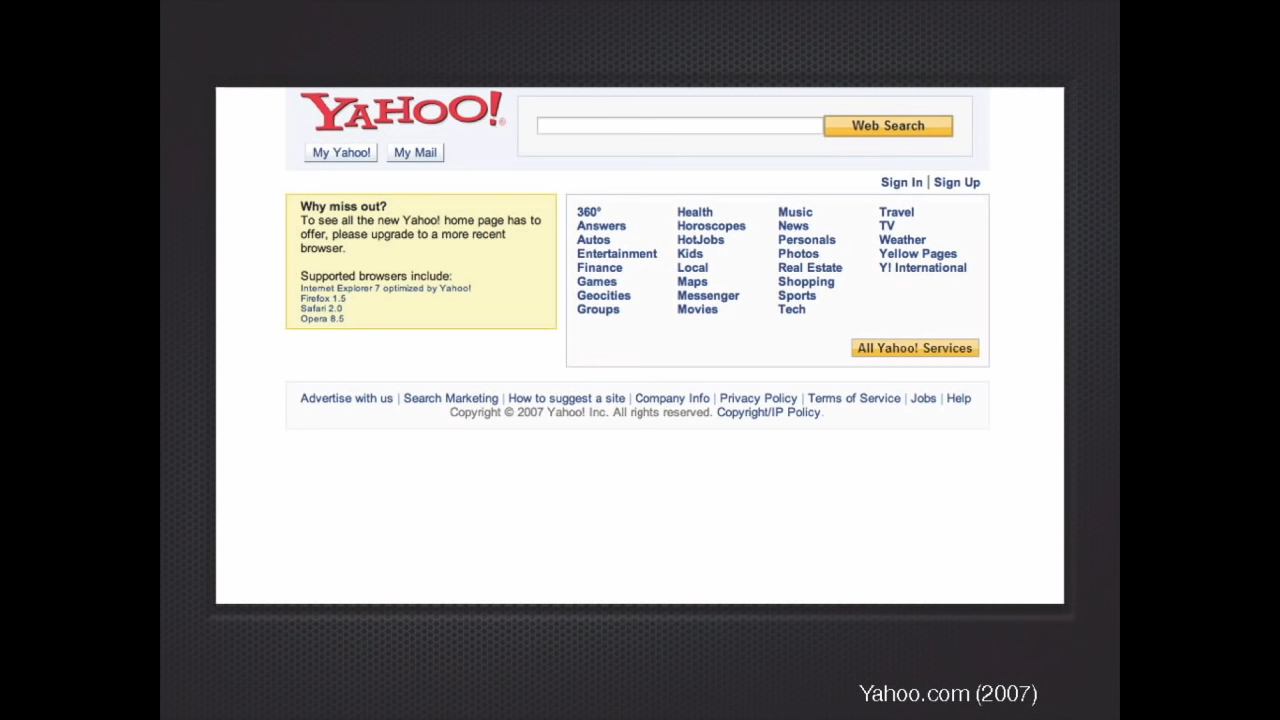 YAHOO!
Web Search
My Yahoo! My Mail
Sign In | Sign Up
Why miss out?
To see all the new Yahoo! home page has to
offer, please upgrade to a more recent
browser.
Supported browsers include:
Internet Explorer 7 optimized by Yahoo!
Firefox 1.5
Safari 2.0
Opera 8.5
360° Health Music Travel
Answers Horoscopes News TV
Autos HotJobs Personals Weather
Entertainment Kids Photos Yellow Pages
Finance Local Real Estate Y! International
Games Maps Shopping
Geocities Messenger Sports
Groups Movies Tech
All Yahoo! Services
Advertise with us | Search Marketing | How to suggest a site | Company Info | Privacy Policy | Terms of Service | Jobs | Help
Copyright © 2007 Yahoo! Inc. All rights reserved. Copyright/IP Policy.
Yahoo.com (2007)